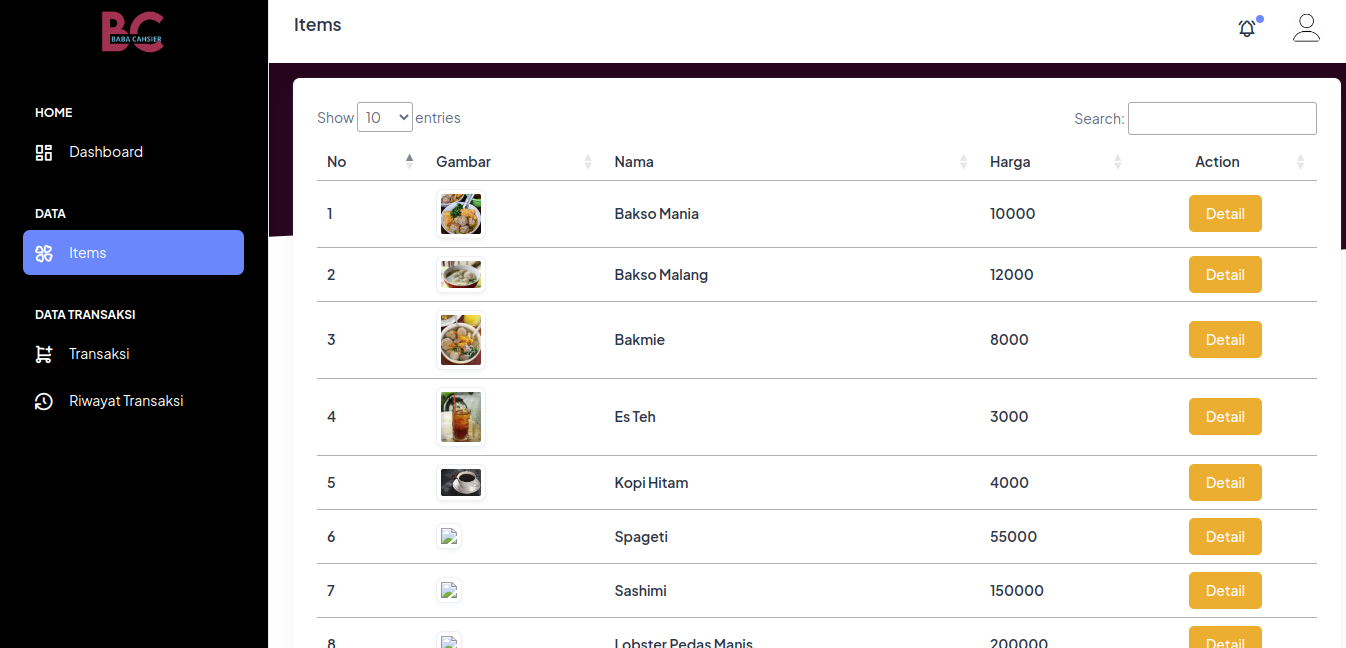 BC
BABA CAHSIER
Items
HOME
Dashboard
DATA
Items
DATA TRANSAKSI
Transaksi
Riwayat Transaksi
Show 10 entries
Search:
No Gambar Nama Harga Action
1 Bakso Mania 10000 Detail
2 Bakso Malang 12000 Detail
3 Bakmie 8000 Detail
4 Es Teh 3000 Detail
5 Kopi Hitam 4000 Detail
6 Spageti 55000 Detail
7 Sashimi 150000 Detail
8 Lobster Pedas Manis 200000 Detail